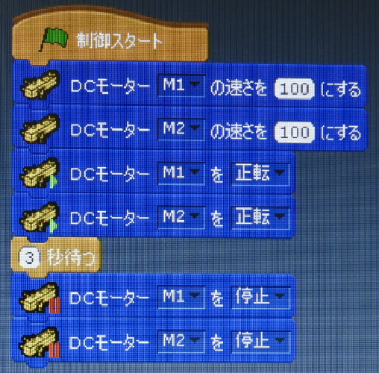 制御スタート
DCモーター M1 の速さを 100 にする
DCモーター M2 の速さを 100 にする
DCモーター M1 を 正転
DCモーター M2 を 正転
3 秒待つ
DCモーター M1 を 停止
DCモーター M2 を 停止